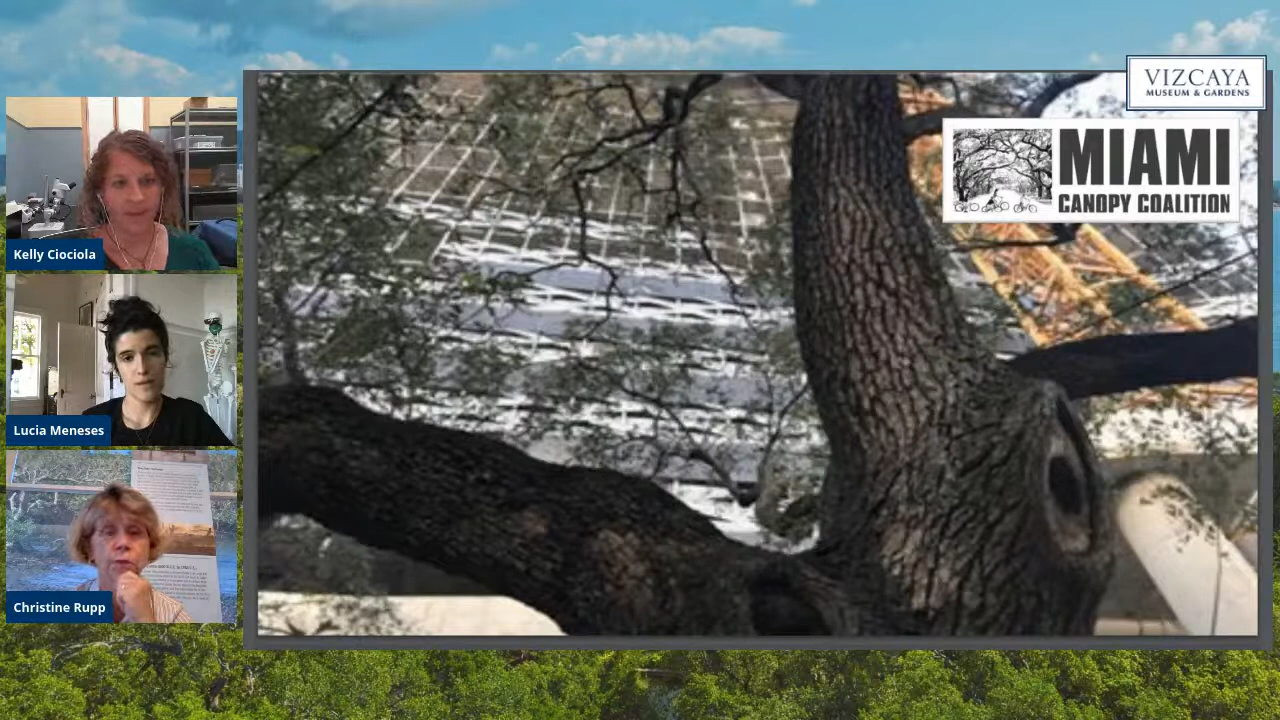 VIZCAYA
MUSEUM & GARDENS
MIAMI
CANOPY COALITION
Kelly Ciociola
Lucia Meneses
Christine Rupp